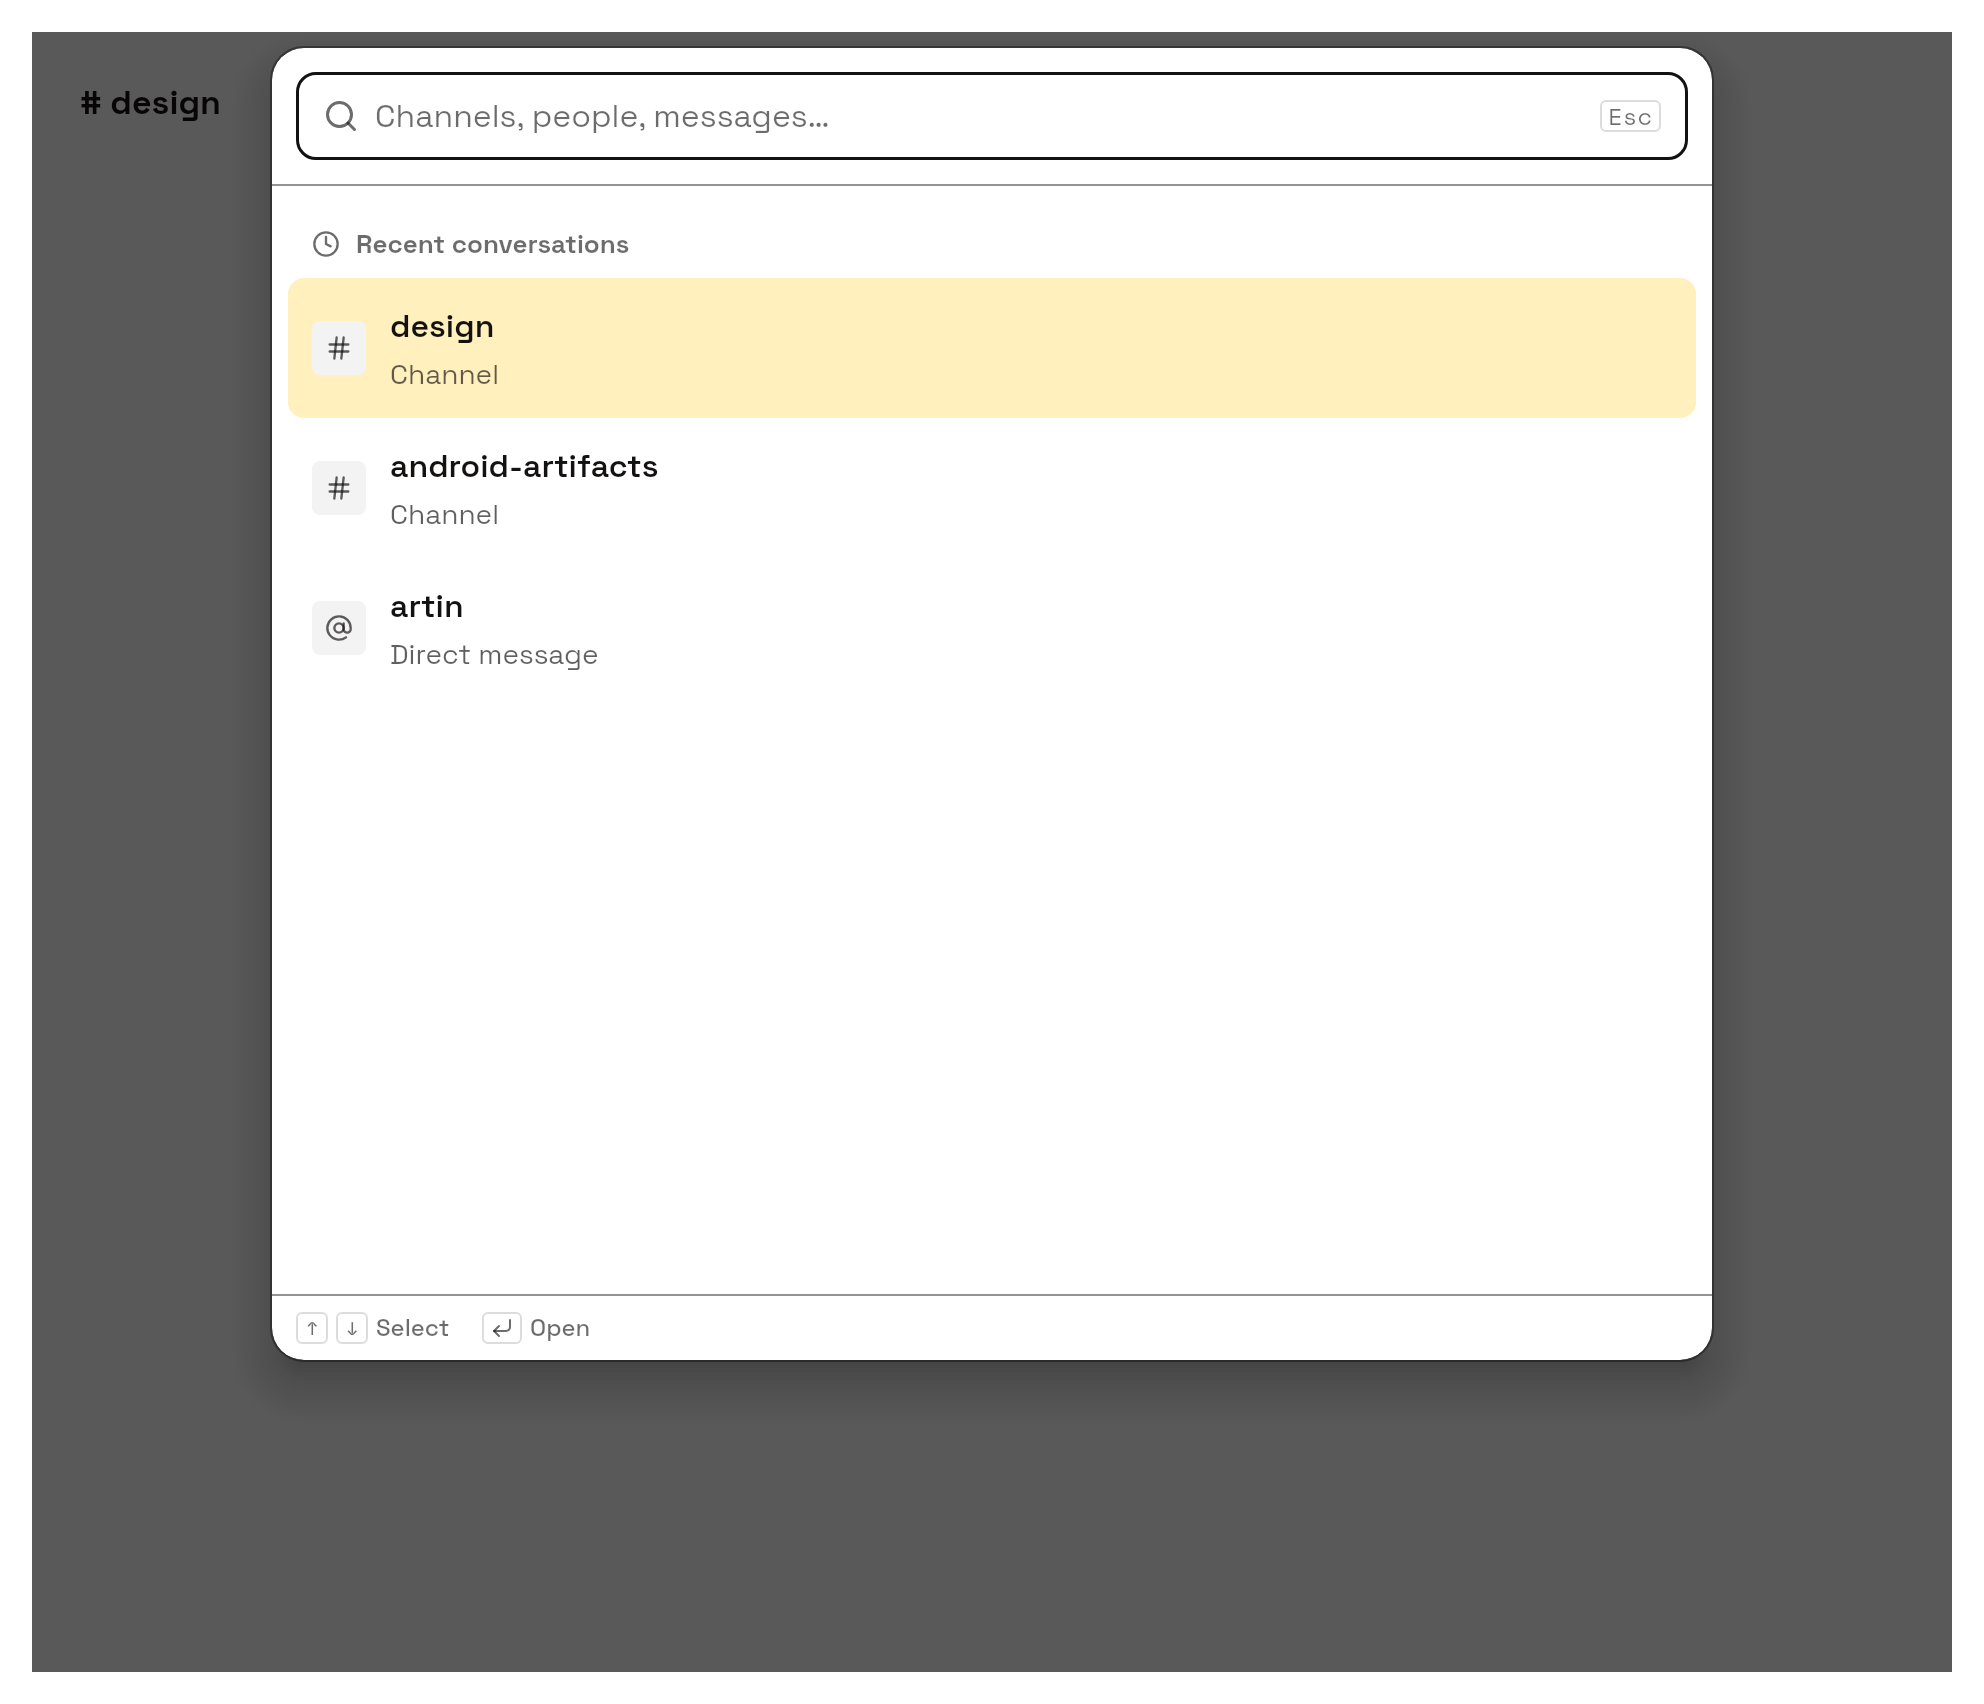 # design
Channels, people, messages...
Esc
Recent conversations
# design
Channel
# android-artifacts
Channel
@ artin
Direct message
↑ ↓ Select ↵ Open